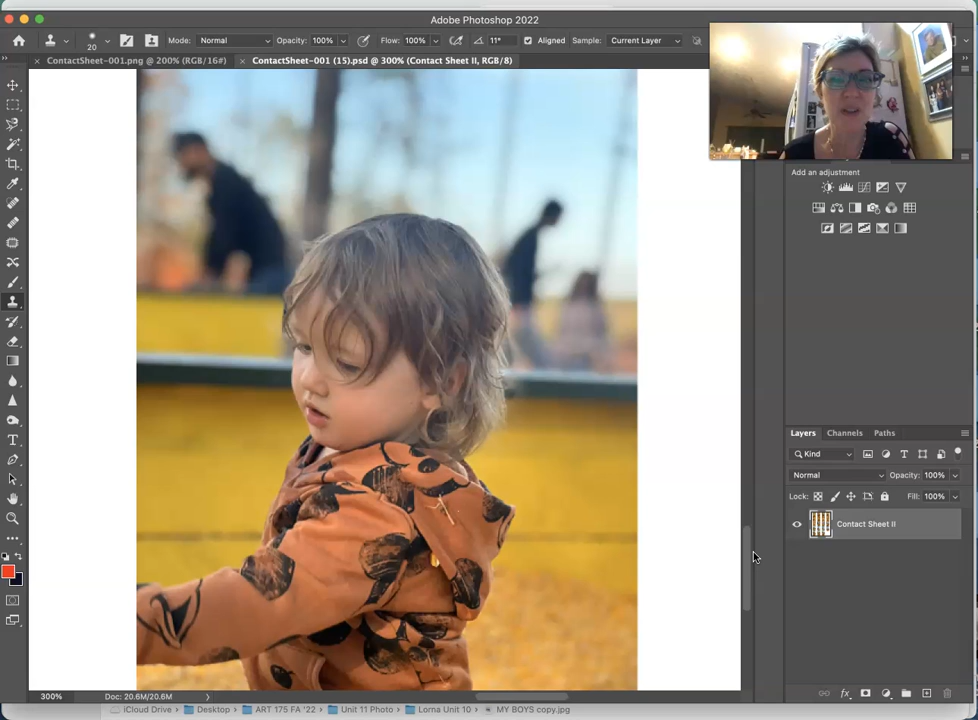 Adobe Photoshop 2022
20
Mode: Normal Opacity: 100% Flow: 100% 11° Aligned Sample: Current Layer
ContactSheet-001.png @ 200% (RGB/16#)
ContactSheet-001 (15).psd @ 300% (Contact Sheet II, RGB/8)
Add an adjustment
Layers Channels Paths
Kind
Normal Opacity: 100%
Lock: Fill: 100%
Contact Sheet II
300% Doc: 20.6M/20.6M
iCloud Drive Desktop ART 175 FA '22 Unit 11 Photo Lorna Unit 10 MY BOYS copy.jpg